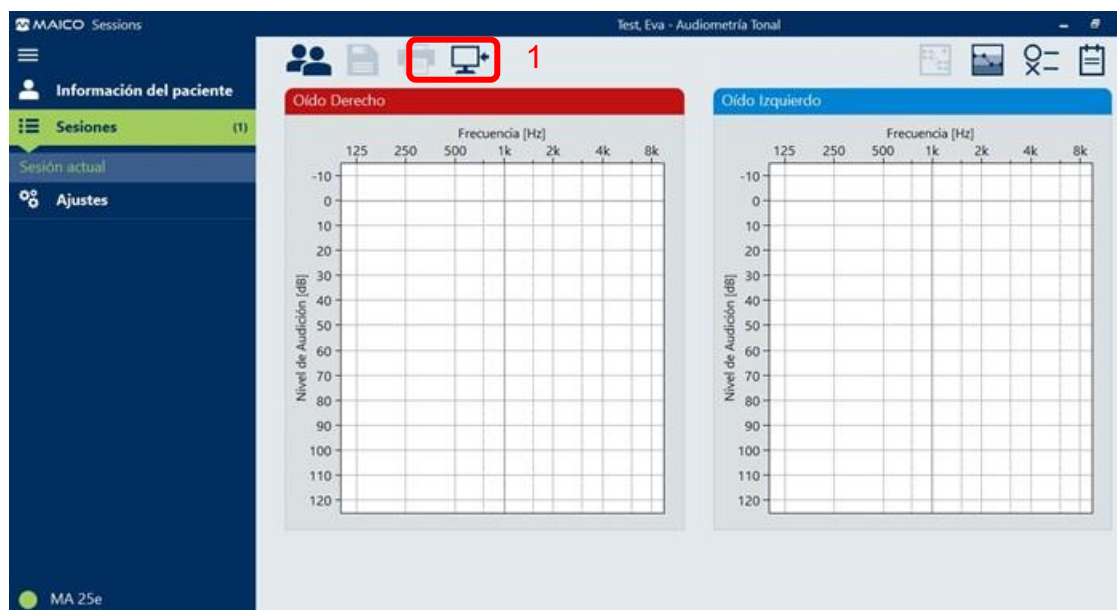 MAICO Sessions
Test, Eva - Audiometría Tonal
1
Información del paciente
Sesiones (1)
Sesión actual
Ajustes
MA 25e
Oído Derecho
Frecuencia [Hz]
125 250 500 1k 2k 4k 8k
Nivel de Audición [dB]
-10
0
10
20
30
40
50
60
70
80
90
100
110
120
Oído Izquierdo
Frecuencia [Hz]
125 250 500 1k 2k 4k 8k
Nivel de Audición [dB]
-10
0
10
20
30
40
50
60
70
80
90
100
110
120